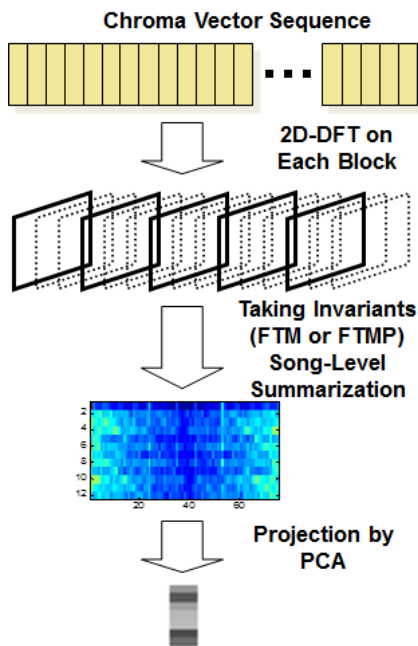 Chroma Vector Sequence
2D-DFT on
Each Block
Taking Invariants
(FTM or FTMP)
Song-Level
Summarization
2
4
6
8
10
12
20
40
60
Projection by
PCA